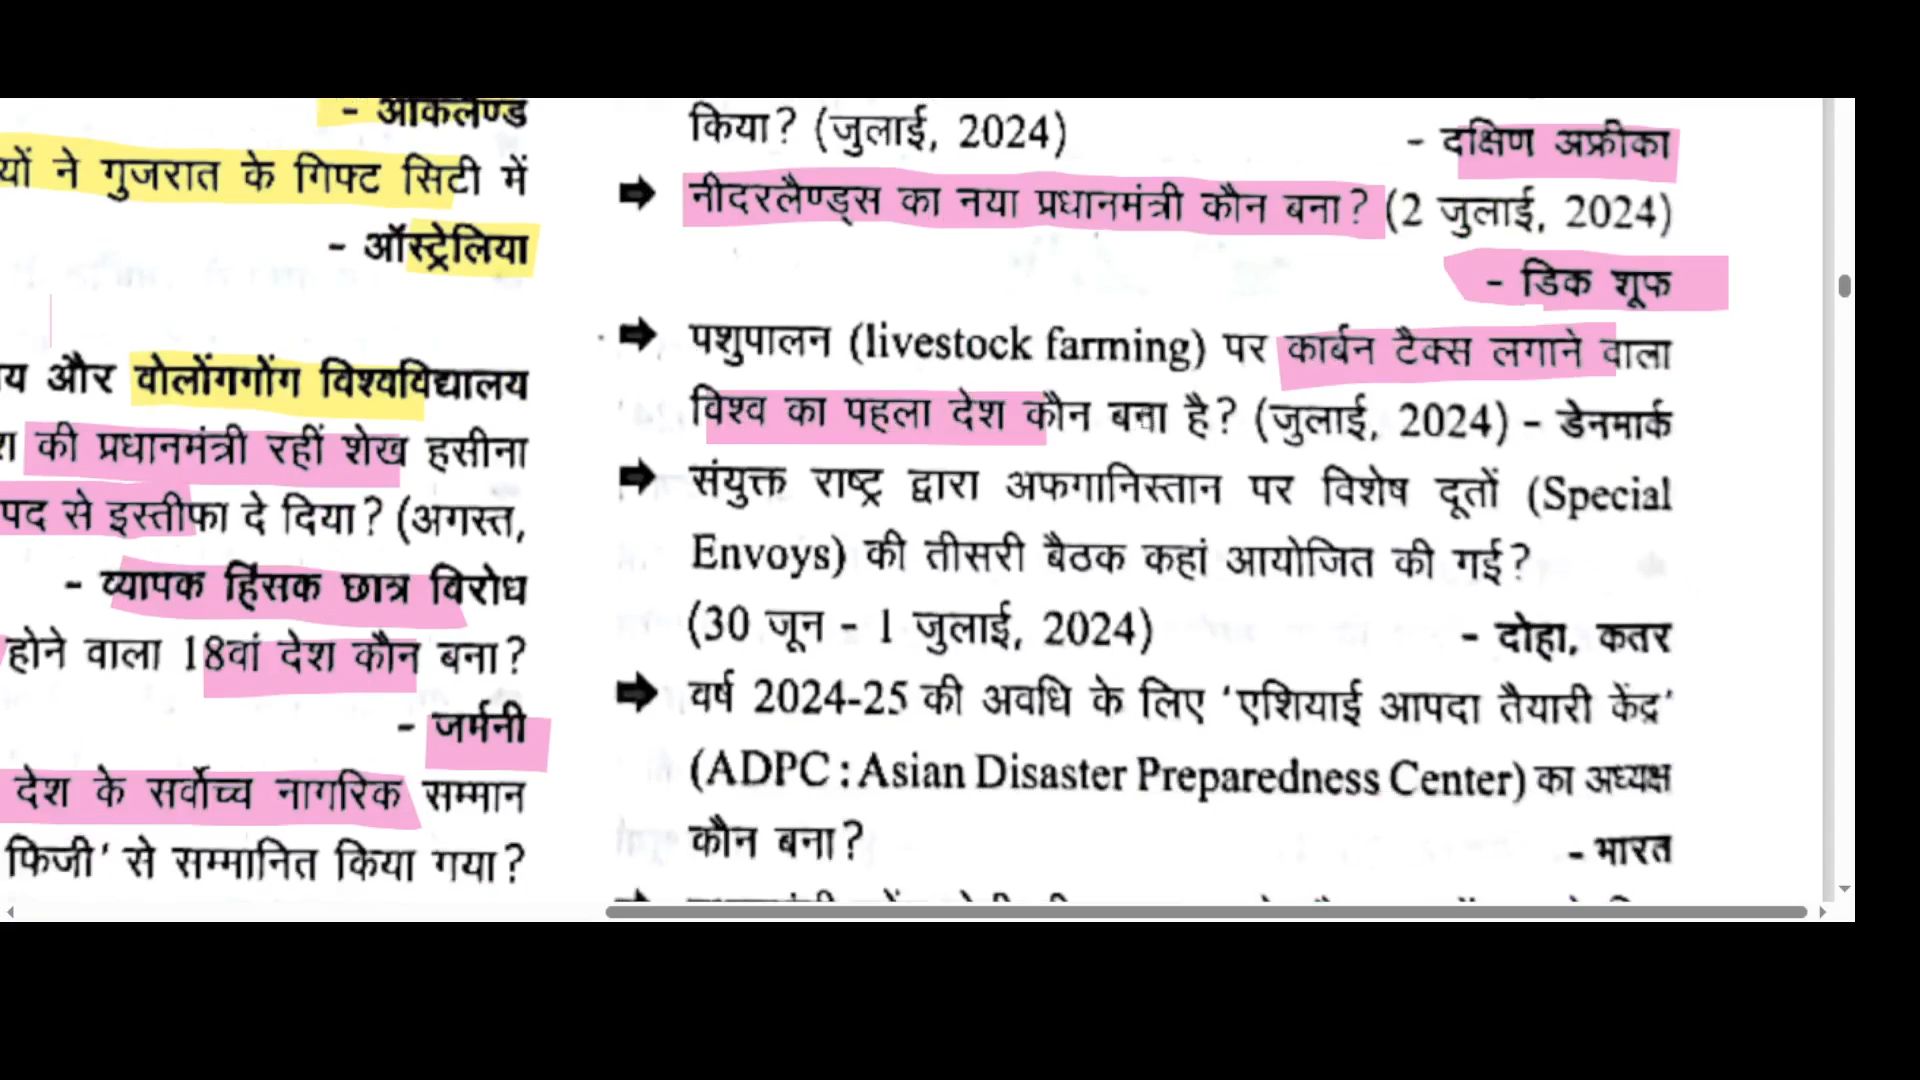 - ऑकलैण्ड
यों ने गुजरात के गिफ्ट सिटी में
- ऑस्ट्रेलिया
य और वोलोंगगोंग विश्वविद्यालय
श की प्रधानमंत्री रहीं शेख हसीना
पद से इस्तीफा दे दिया? (अगस्त,
- व्यापक हिंसक छात्र विरोध
होने वाला 18वां देश कौन बना?
- जर्मनी
देश के सर्वोच्च नागरिक सम्मान
फिजी’ से सम्मानित किया गया?
किया? (जुलाई, 2024) - दक्षिण अफ्रीका
नीदरलैण्ड्स का नया प्रधानमंत्री कौन बना? (2 जुलाई, 2024)
- डिक शूफ
पशुपालन (livestock farming) पर कार्बन टैक्स लगाने वाला
विश्व का पहला देश कौन बना है? (जुलाई, 2024) - डेनमार्क
संयुक्त राष्ट्र द्वारा अफगानिस्तान पर विशेष दूतों (Special
Envoys) की तीसरी बैठक कहां आयोजित की गई?
(30 जून - 1 जुलाई, 2024) - दोहा, कतर
वर्ष 2024-25 की अवधि के लिए ‘एशियाई आपदा तैयारी केंद्र’
(ADPC : Asian Disaster Preparedness Center) का अध्यक्ष
कौन बना? - भारत